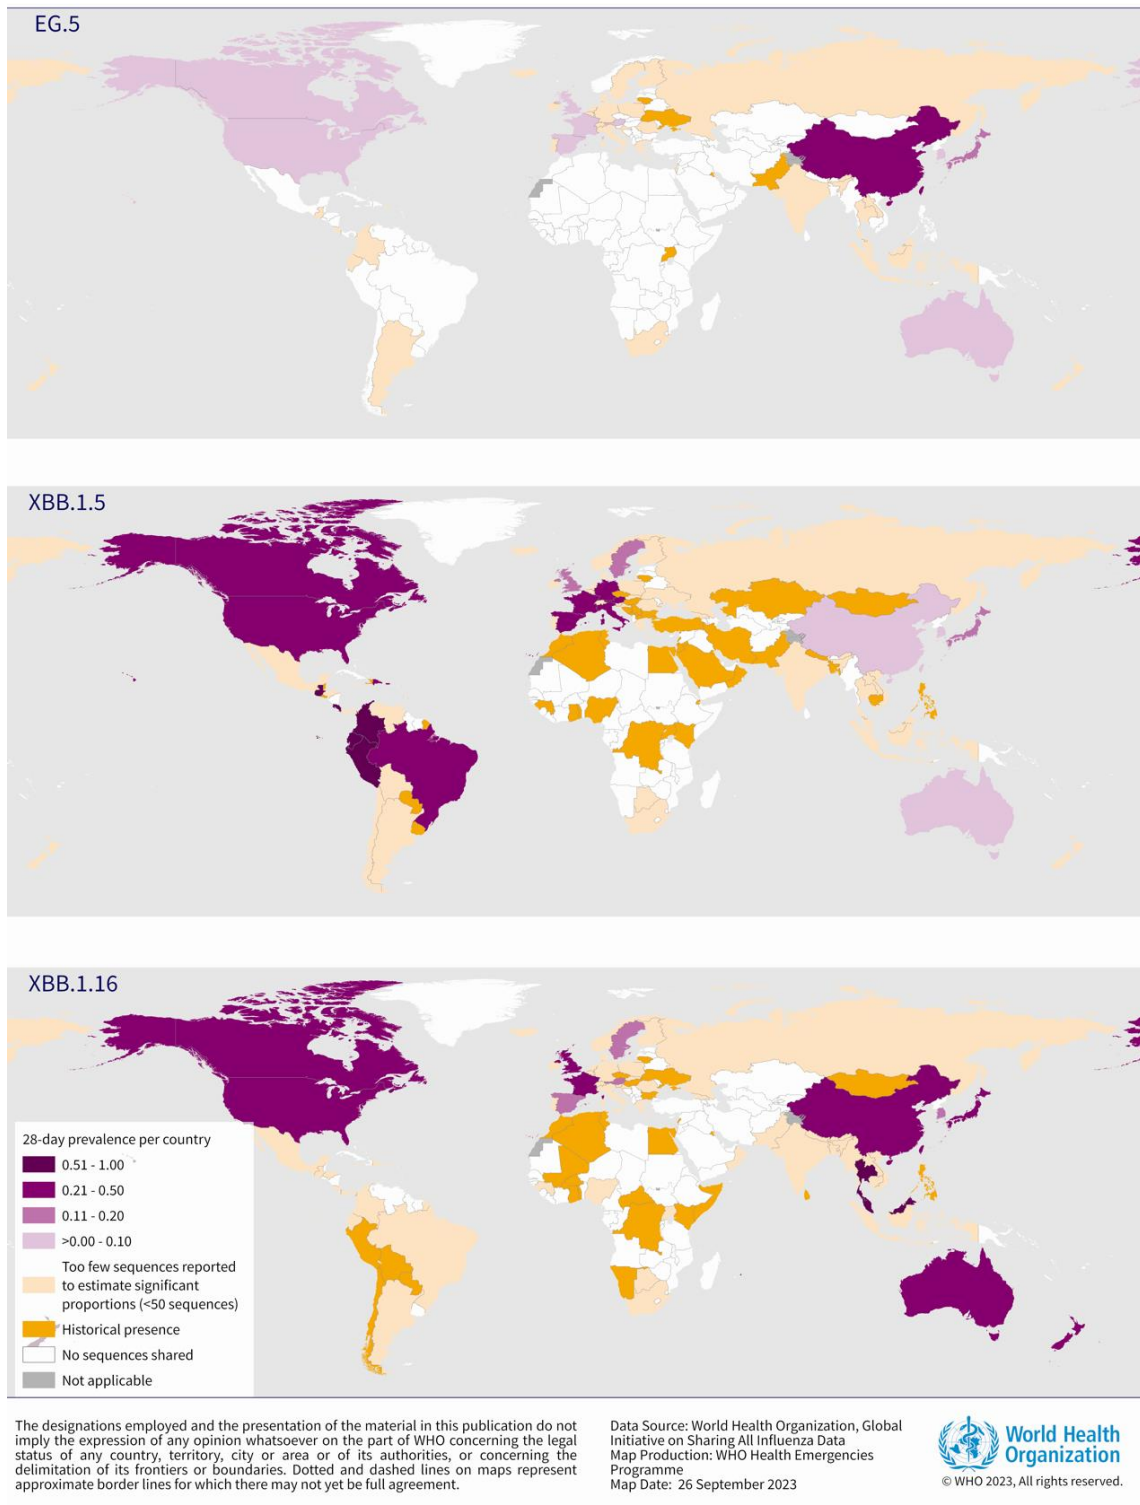 EG.5
XBB.1.5
XBB.1.16
28-day prevalence per country
0.51 - 1.00
0.21 - 0.50
0.11 - 0.20
>0.00 - 0.10
Too few sequences reported
to estimate significant
proportions (<50 sequences)
Historical presence
No sequences shared
Not applicable
The designations employed and the presentation of the material in this publication do not
imply the expression of any opinion whatsoever on the part of WHO concerning the legal
status of any country, territory, city or area or of its authorities, or concerning the
delimitation of its frontiers or boundaries. Dotted and dashed lines on maps represent
approximate border lines for which there may not yet be full agreement.
Data Source: World Health Organization, Global
Initiative on Sharing All Influenza Data
Map Production: WHO Health Emergencies
Programme
Map Date: 26 September 2023
World Health
Organization
© WHO 2023, All rights reserved.